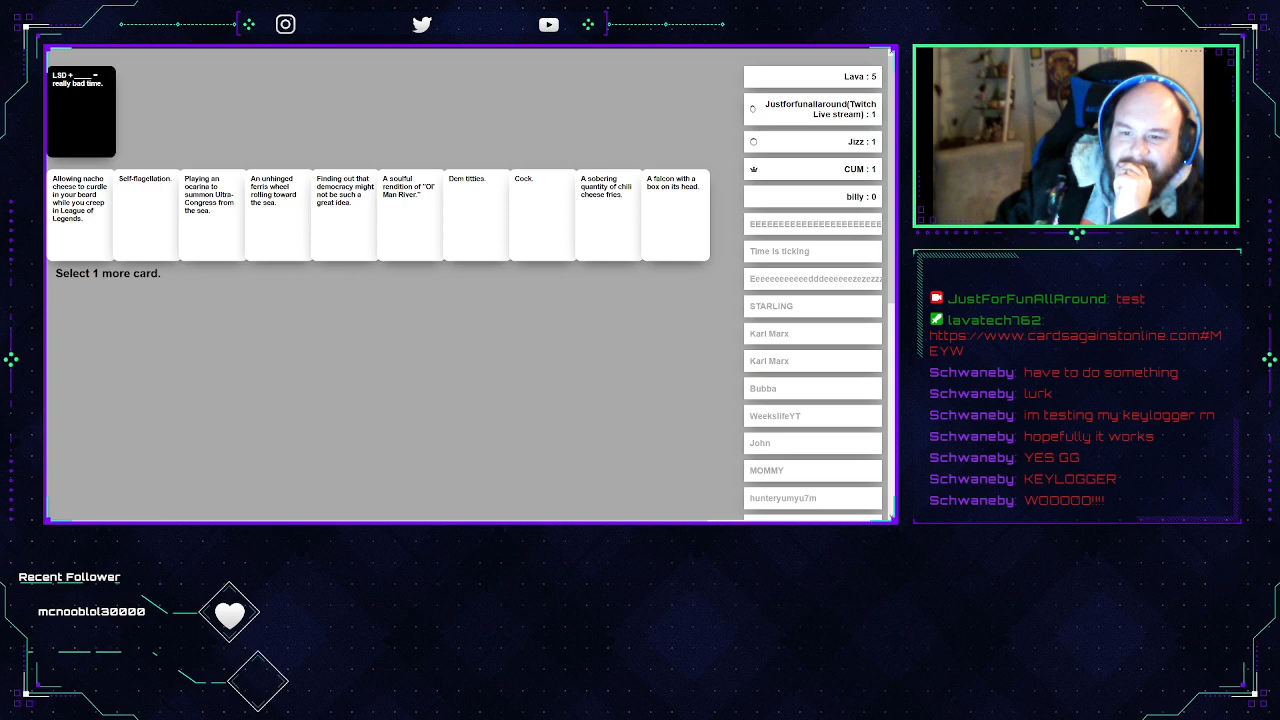 LSD + ____ =
really bad time.
Allowing nacho
cheese to curdle
in your beard
while you creep
in League of
Legends.
Self-flagellation.
Playing an
ocarina to
summon Ultra-
Congress from
the sea.
An unhinged
ferris wheel
rolling toward
the sea.
Finding out that
democracy might
not be such a
great idea.
A soulful
rendition of "Ol'
Man River."
Dem titties.
Cock.
A sobering
quantity of chili
cheese fries.
A falcon with a
box on its head.
Select 1 more card.
Lava : 5
Justforfunallaround(Twitch
Live stream) : 1
Jizz : 1
CUM : 1
billy : 0
EEEEEEEEEEEEEEEEEEEEEEE
Time is ticking
Eeeeeeeeeeedddeeeeeezezezzz
STARLING
Karl Marx
Karl Marx
Bubba
WeekslifeYT
John
MOMMY
hunteryumyu7m
JustForFunAllAround: test
lavatech762:
https://www.cardsagainstonline.com#M
EYW
Schwaneby: have to do something
Schwaneby: lurk
Schwaneby: im testing my keylogger rn
Schwaneby: hopefully it works
Schwaneby: YES GG
Schwaneby: KEYLOGGER
Schwaneby: WOOOOO!!!!
Recent Follower
mcnooblol30000